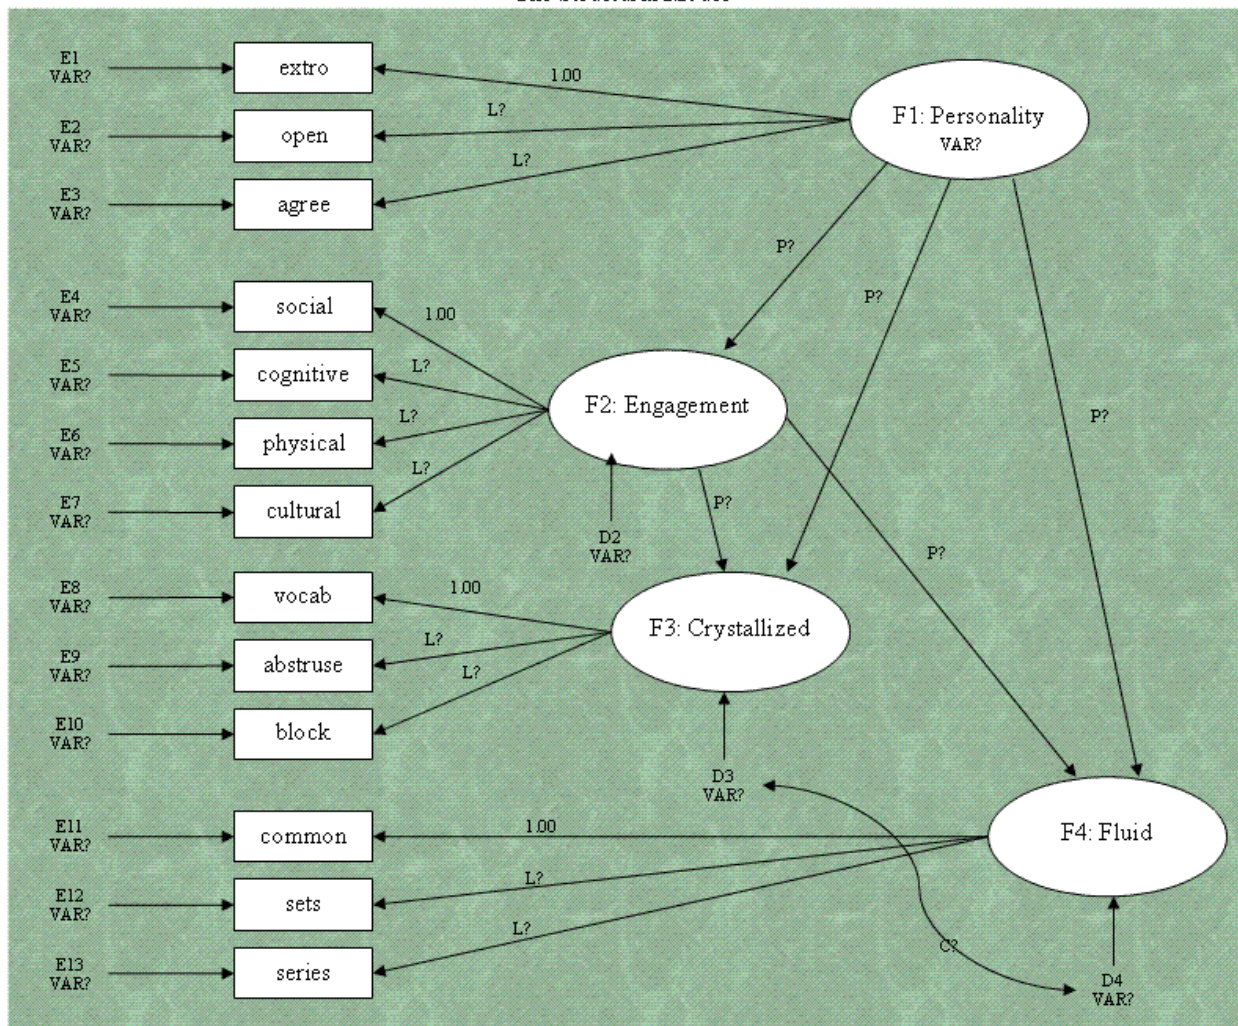 E1
VAR?
extro
1.00
F1: Personality
VAR?
E2
VAR?
open
L?
E3
VAR?
agree
L?
P?
P?
P?
E4
VAR?
social
1.00
E5
VAR?
cognitive
L?
F2: Engagement
E6
VAR?
physical
L?
E7
VAR?
cultural
L?
D2
VAR?
P?
P?
E8
VAR?
vocab
1.00
F3: Crystallized
E9
VAR?
abstruse
L?
E10
VAR?
block
L?
D3
VAR?
E11
VAR?
common
1.00
F4: Fluid
E12
VAR?
sets
L?
E13
VAR?
series
L?
C?
D4
VAR?